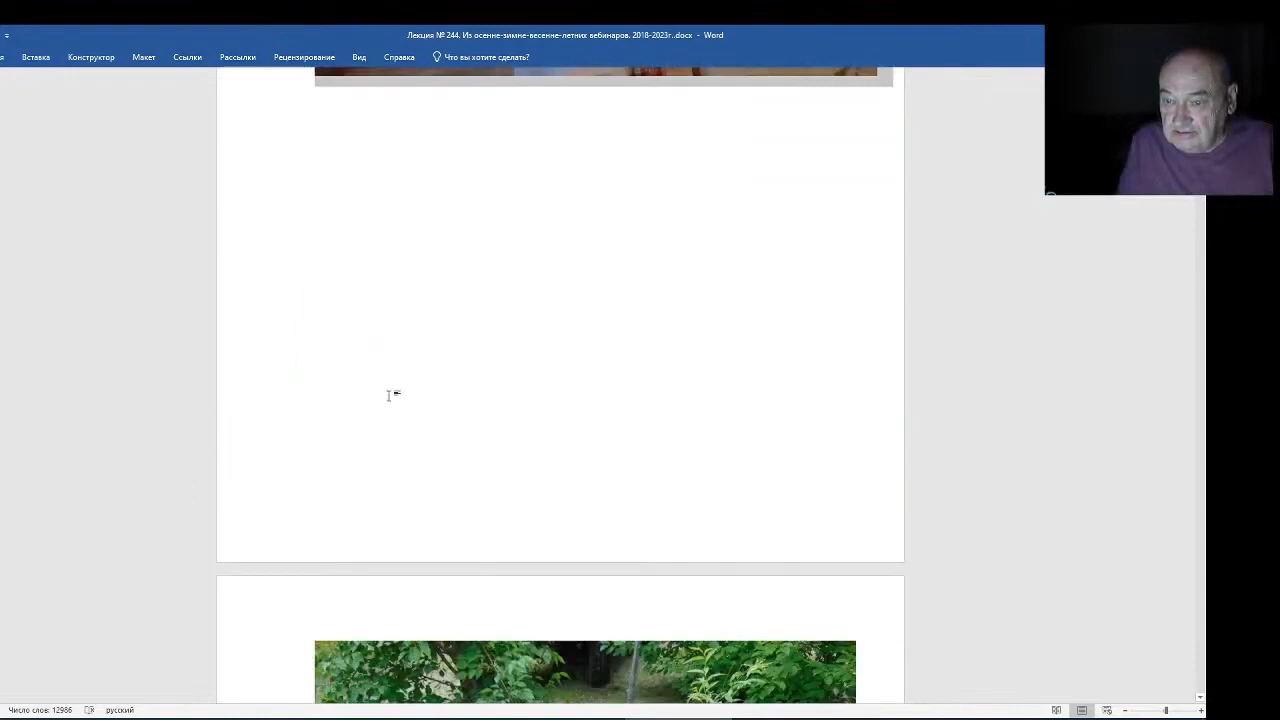 Лекция № 244. Из осенне-зимне-весенне-летних вебинаров. 2018-2023г..docx - Word
я Вставка Конструктор Макет Ссылки Рассылки Рецензирование Вид Справка Что вы хотите сделать?
Число слов: 12986 русский